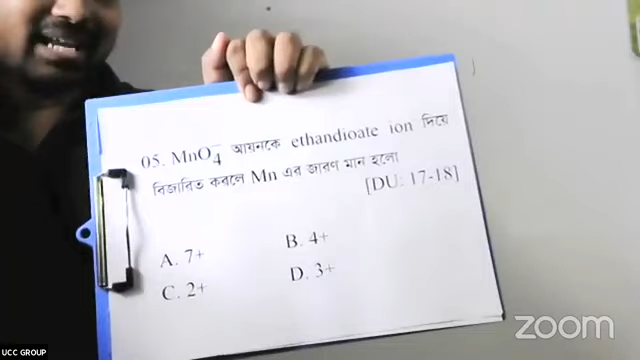 05. MnO₄⁻ আয়নকে ethandioate ion দিয়ে
বিজারিত করলে Mn এর জারণ মান হলো
[DU: 17-18]
A. 7+ B. 4+
C. 2+ D. 3+
zoom
UCC GROUP